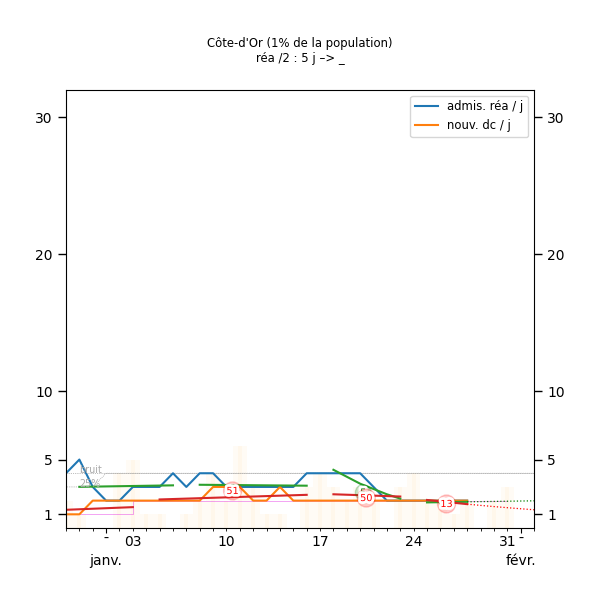 Côte-d'Or (1% de la population)
réa /2 : 5 j –> _
admis. réa / j
nouv. dc / j
30 30
20 20
10 10
5 5
bruit
25%
51 50 13
1 1
03 10 17 24 31
janv. févr.